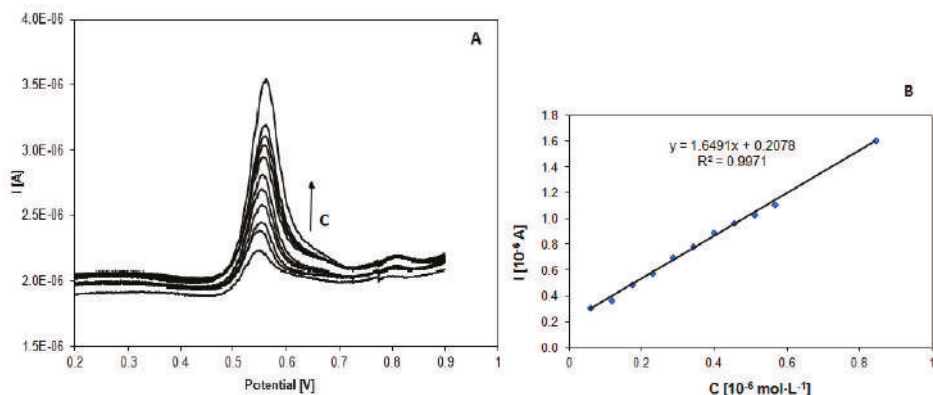 A
4.0E-06
3.5E-06
3.0E-06
2.5E-06
2.0E-06
1.5E-06
I [A]
C
0.2 0.3 0.4 0.5 0.6 0.7 0.8 0.9 1
Potential [V]
B
1.8
1.6
1.4
1.2
1.0
0.8
0.6
0.4
0.2
0.0
I [10⁻⁶ A]
y = 1.6491x + 0.2078
R² = 0.9971
0 0.2 0.4 0.6 0.8 1
C [10⁻⁶ mol·L⁻¹]